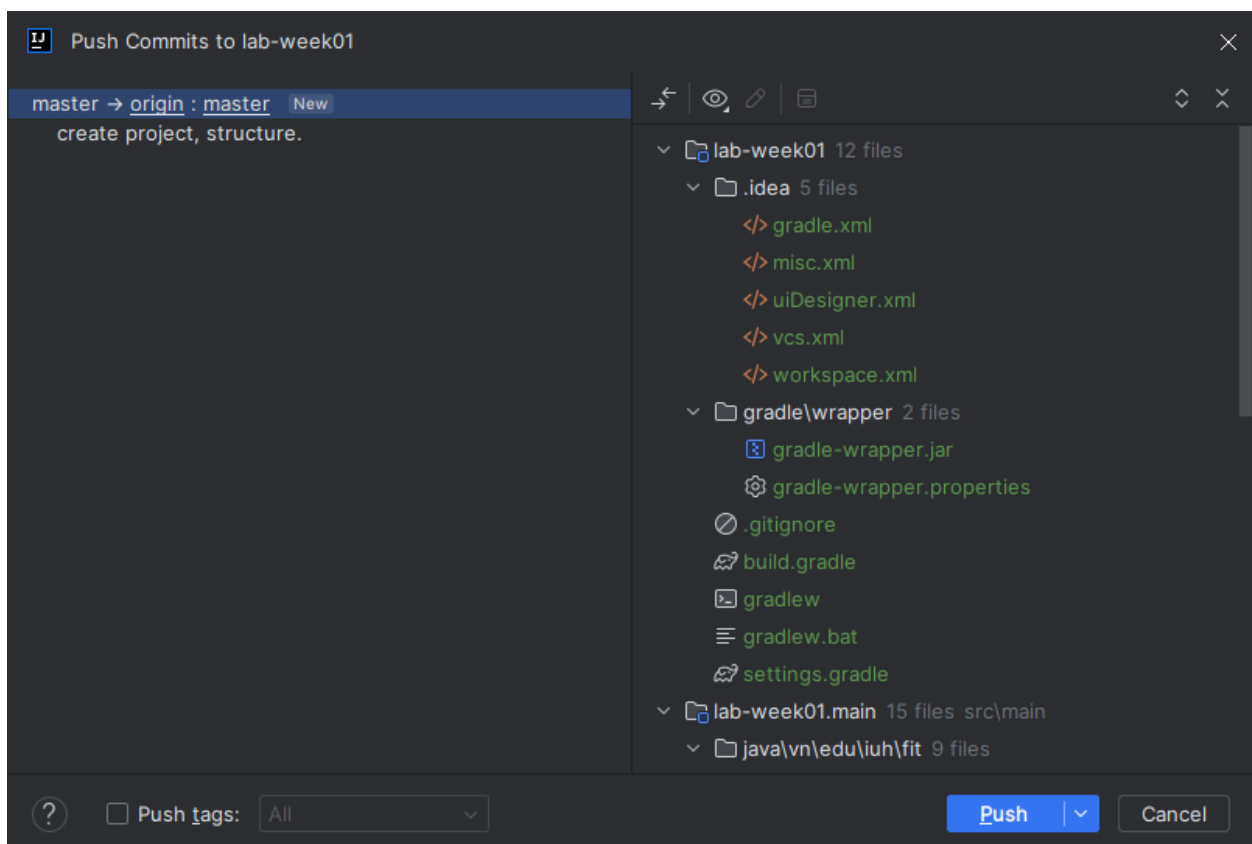 Push Commits to lab-week01
master → origin : master New
create project, structure.
lab-week01 12 files
.idea 5 files
gradle.xml
misc.xml
uiDesigner.xml
vcs.xml
workspace.xml
gradle\wrapper 2 files
gradle-wrapper.jar
gradle-wrapper.properties
.gitignore
build.gradle
gradlew
gradlew.bat
settings.gradle
lab-week01.main 15 files src\main
java\vn\edu\iuh\fit 9 files
? Push tags: All Push Cancel